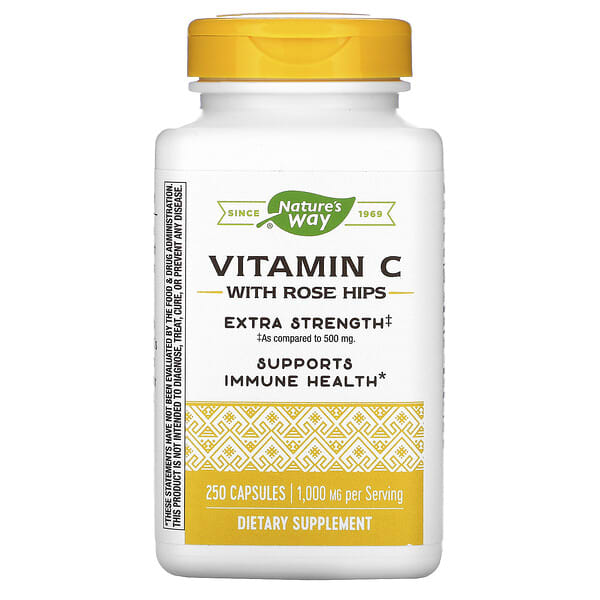 SINCE Nature's Way® 1969
VITAMIN C
WITH ROSE HIPS
EXTRA STRENGTH‡
‡As compared to 500 mg.
SUPPORTS
IMMUNE HEALTH*
250 CAPSULES | 1,000 MG per Serving
DIETARY SUPPLEMENT
*THESE STATEMENTS HAVE NOT BEEN EVALUATED BY THE FOOD & DRUG ADMINISTRATION.
THIS PRODUCT IS NOT INTENDED TO DIAGNOSE, TREAT, CURE, OR PREVENT ANY DISEASE.